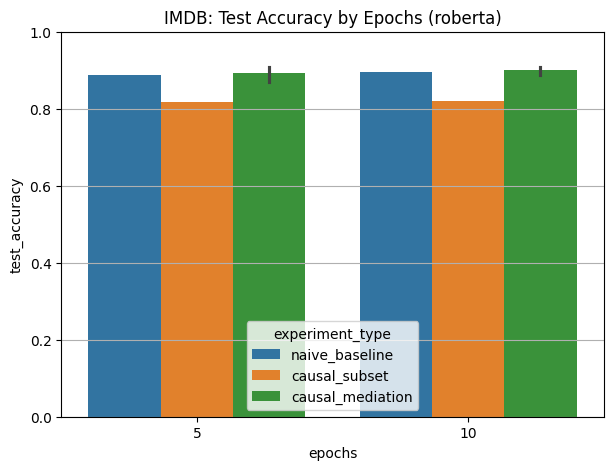 IMDB: Test Accuracy by Epochs (roberta)
test_accuracy
1.0
0.8
0.6
0.4
0.2
0.0
experiment_type
naive_baseline
causal_subset
causal_mediation
5
10
epochs